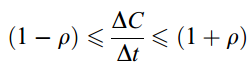 (1 − ρ) ⩽ ΔC/Δt ⩽ (1 + ρ)